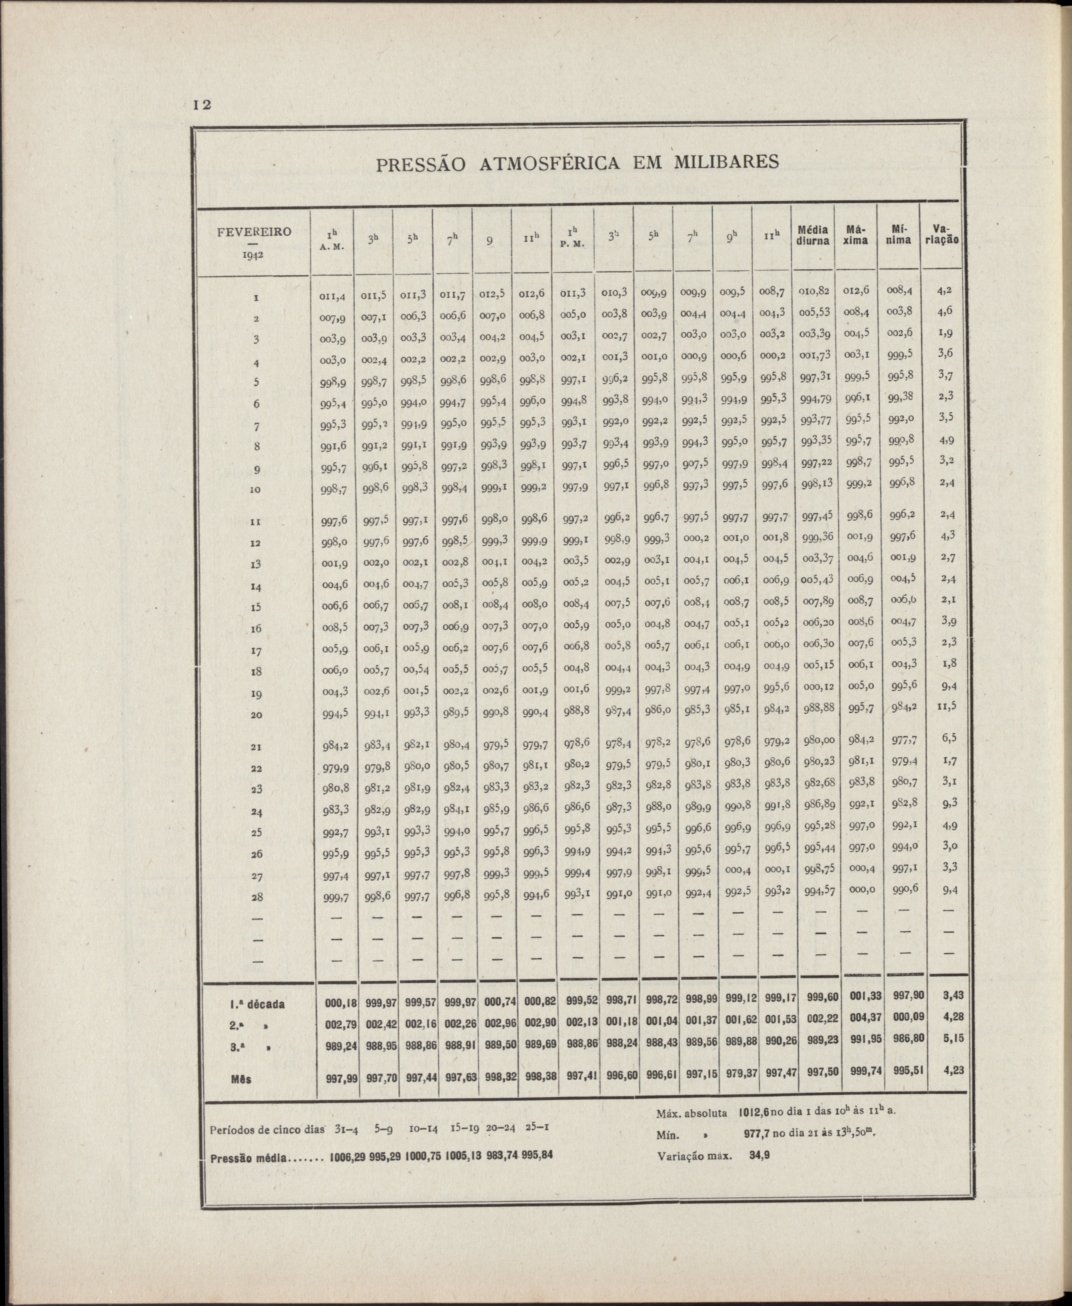 12
PRESSÃO ATMOSFÉRICA EM MILIBARES
FEVEREIRO — 1942 1h A. M. 3h 5h 7h 9 11h 1h P. M. 3h 5h 7h 9h 11h Média diurna Má-xima Mí-nima Va-riação
1 011,4 011,5 011,3 011,7 012,5 012,6 011,3 010,3 009,9 009,9 009,5 008,7 010,82 012,6 008,4 4,2
2 007,9 007,1 006,3 006,6 007,0 006,8 005,0 003,8 003,9 004,4 004,4 004,3 005,53 008,4 003,8 4,6
3 003,9 003,9 003,3 003,4 004,2 004,5 003,1 002,7 002,7 003,0 003,0 003,2 003,39 004,5 002,6 1,9
4 003,0 002,4 002,2 002,2 002,9 003,0 002,1 001,3 001,0 000,9 000,6 000,2 001,73 003,1 999,5 3,6
5 998,9 998,7 998,5 998,6 998,6 998,8 997,1 996,2 995,8 995,8 995,9 995,8 997,31 999,5 995,8 3,7
6 995,4 995,0 994,0 994,7 995,4 996,0 994,8 993,8 994,0 994,3 994,9 995,3 994,79 996,1 99,38 2,3
7 995,3 995,2 994,9 995,0 995,5 995,3 993,1 992,0 992,2 992,5 992,5 992,5 993,77 995,5 992,0 3,5
8 991,6 991,2 991,1 991,9 993,9 993,9 993,7 993,4 993,9 994,3 995,0 995,7 993,35 995,7 990,8 4,9
9 995,7 996,1 995,8 997,2 998,3 998,1 997,1 996,5 997,0 907,5 997,9 998,4 997,22 998,7 995,5 3,2
10 998,7 998,6 998,3 998,4 999,1 999,2 997,9 997,1 996,8 997,3 997,5 997,6 998,13 999,2 996,8 2,4
11 997,6 997,5 997,1 997,6 998,0 998,6 997,2 996,2 996,7 997,5 997,7 997,7 997,45 998,6 996,2 2,4
12 998,0 997,6 997,6 998,5 999,3 999,9 999,1 998,9 999,3 000,2 001,0 001,8 999,36 001,9 997,6 4,3
13 001,9 002,0 002,1 002,8 004,1 004,2 003,5 002,9 003,1 004,1 004,5 004,5 003,37 004,6 001,9 2,7
14 004,6 004,6 004,7 005,3 005,8 005,9 005,2 004,5 005,1 005,7 006,1 006,9 005,43 006,9 004,5 2,4
15 006,6 006,7 006,7 008,1 008,4 008,0 008,4 007,5 007,6 008,4 008,7 008,5 007,89 008,7 006,6 2,1
16 008,5 007,3 007,3 006,9 007,3 007,0 005,9 005,0 004,8 004,7 005,1 005,2 006,20 008,6 004,7 3,9
17 005,9 006,1 005,9 006,2 007,6 007,6 006,8 005,8 005,7 006,1 006,1 006,0 006,30 007,6 005,3 2,3
18 006,0 005,7 00,54 005,5 005,7 005,5 004,8 004,4 004,3 004,3 004,9 004,9 005,15 006,1 004,3 1,8
19 004,3 002,6 001,5 002,2 002,6 001,9 001,6 999,2 997,8 997,4 997,0 995,6 000,12 005,0 995,6 9,4
20 994,5 994,1 993,3 989,5 990,8 990,4 988,8 987,4 986,0 985,3 985,1 984,2 988,88 995,7 984,2 11,5
21 984,2 983,4 982,1 980,4 979,5 979,7 978,6 978,4 978,2 978,6 978,6 979,2 980,00 984,2 977,7 6,5
22 979,9 979,8 980,0 980,5 980,7 981,1 980,2 979,5 979,5 980,1 980,3 980,6 980,23 981,1 979,4 1,7
23 980,8 981,2 981,9 982,4 983,3 983,2 982,3 982,3 982,8 983,8 983,8 983,8 982,68 983,8 980,7 3,1
24 983,3 982,9 982,9 984,1 985,9 986,6 986,6 987,3 988,0 989,9 990,8 991,8 986,89 992,1 982,8 9,3
25 992,7 993,1 993,3 994,0 995,7 996,5 995,8 995,3 995,5 996,6 996,9 996,9 995,28 997,0 992,1 4,9
26 995,9 995,5 995,3 995,3 995,8 996,3 994,9 994,2 994,3 995,6 995,7 996,5 995,44 997,0 994,0 3,0
27 997,4 997,1 997,7 997,8 999,3 999,5 999,4 997,9 998,1 999,5 000,4 000,1 998,75 000,4 997,1 3,3
28 999,7 998,6 997,7 996,8 995,8 994,6 993,1 991,0 991,0 992,4 992,5 993,2 994,57 000,0 990,6 9,4
— — — — — — — — — — — — — — — — —
— — — — — — — — — — — — — — — — —
— — — — — — — — — — — — — — — — —
1.ª década 000,18 999,97 999,57 999,97 000,74 000,82 999,52 998,71 998,72 998,99 999,12 999,17 999,60 001,33 997,90 3,43
2.ª » 002,79 002,42 002,16 002,26 002,96 002,90 002,13 001,18 001,04 001,37 001,62 001,53 002,22 004,37 000,09 4,28
3.ª » 989,24 988,95 988,86 988,91 989,50 989,69 988,86 988,24 988,43 989,56 989,88 990,26 989,23 991,95 986,80 5,15
Mês 997,99 997,70 997,44 997,63 998,32 998,38 997,41 996,60 996,61 997,15 979,37 997,47 997,50 999,74 995,51 4,23
Períodos de cinco dias 31-4 5-9 10-14 15-19 20-24 25-1
Pressão média....... 1006,29 995,29 1000,75 1005,13 983,74 995,84
Máx. absoluta 1012,6 no dia 1 das 10h às 11h a.
Mín. » 977,7 no dia 21 às 13h,50m.
Variação max. 34,9